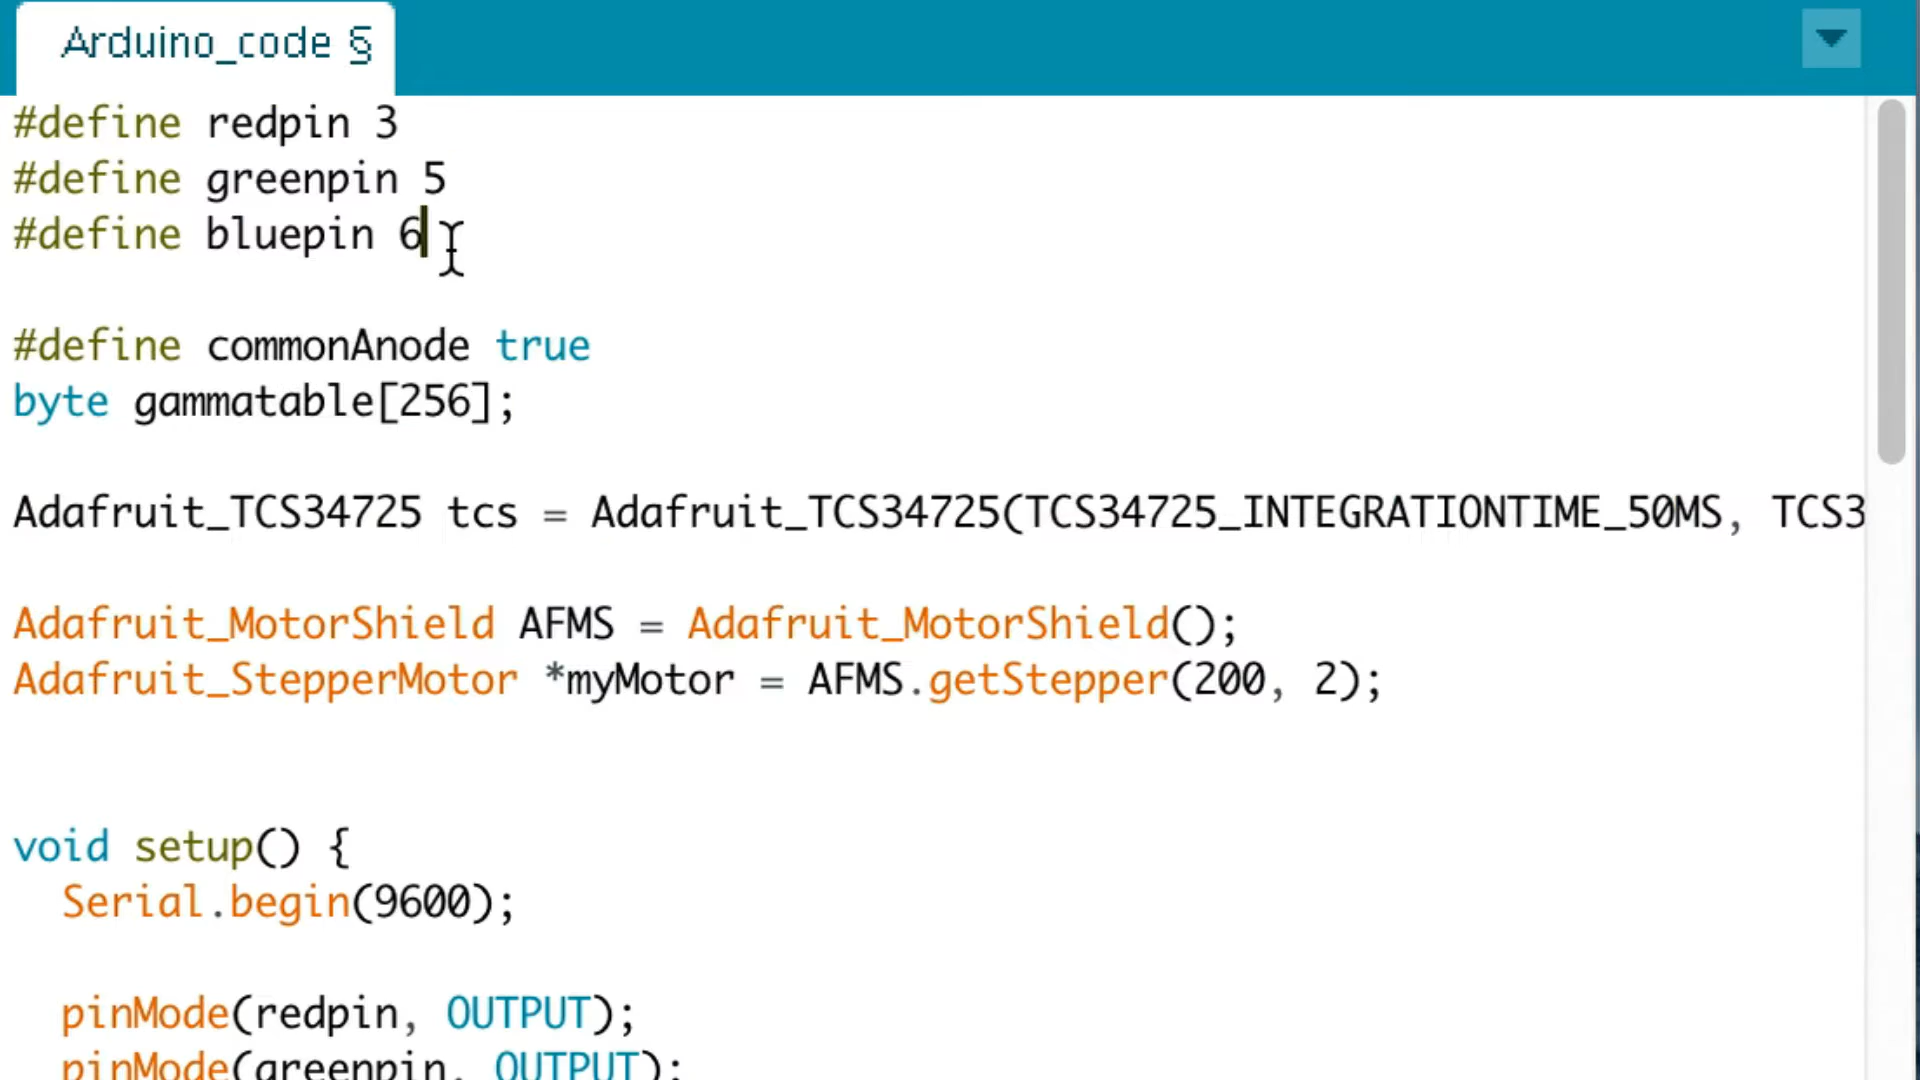 Arduino_code §
#define redpin 3
#define greenpin 5
#define bluepin 6
#define commonAnode true
byte gammatable[256];
Adafruit_TCS34725 tcs = Adafruit_TCS34725(TCS34725_INTEGRATIONTIME_50MS, TCS3
Adafruit_MotorShield AFMS = Adafruit_MotorShield();
Adafruit_StepperMotor *myMotor = AFMS.getStepper(200, 2);
void setup() {
Serial.begin(9600);
pinMode(redpin, OUTPUT);
pinMode(greenpin, OUTPUT);